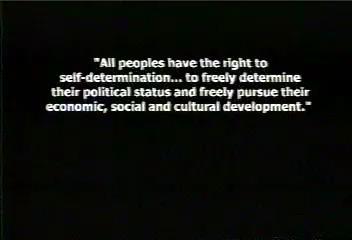 "All peoples have the right to
self-determination... to freely determine
their political status and freely pursue their
economic, social and cultural development."